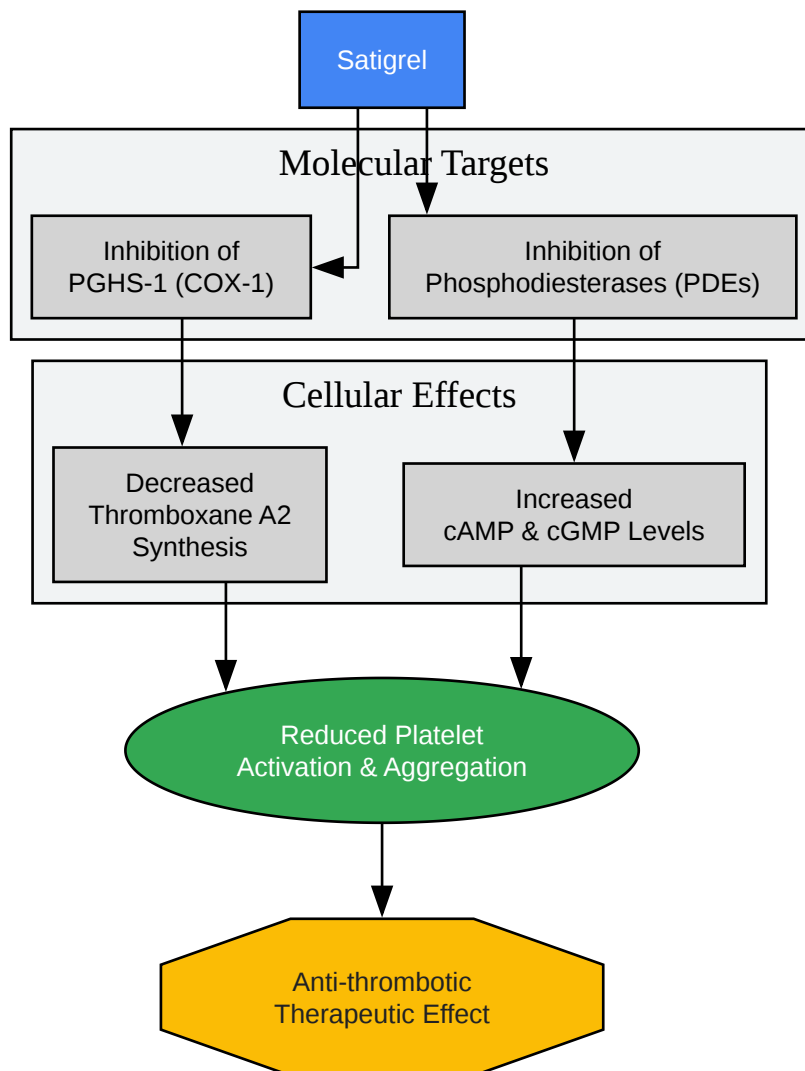 Satigrel
Molecular Targets
Inhibition of
PGHS-1 (COX-1)
Inhibition of
Phosphodiesterases (PDEs)
Cellular Effects
Decreased
Thromboxane A2
Synthesis
Increased
cAMP & cGMP Levels
Reduced Platelet
Activation & Aggregation
Anti-thrombotic
Therapeutic Effect